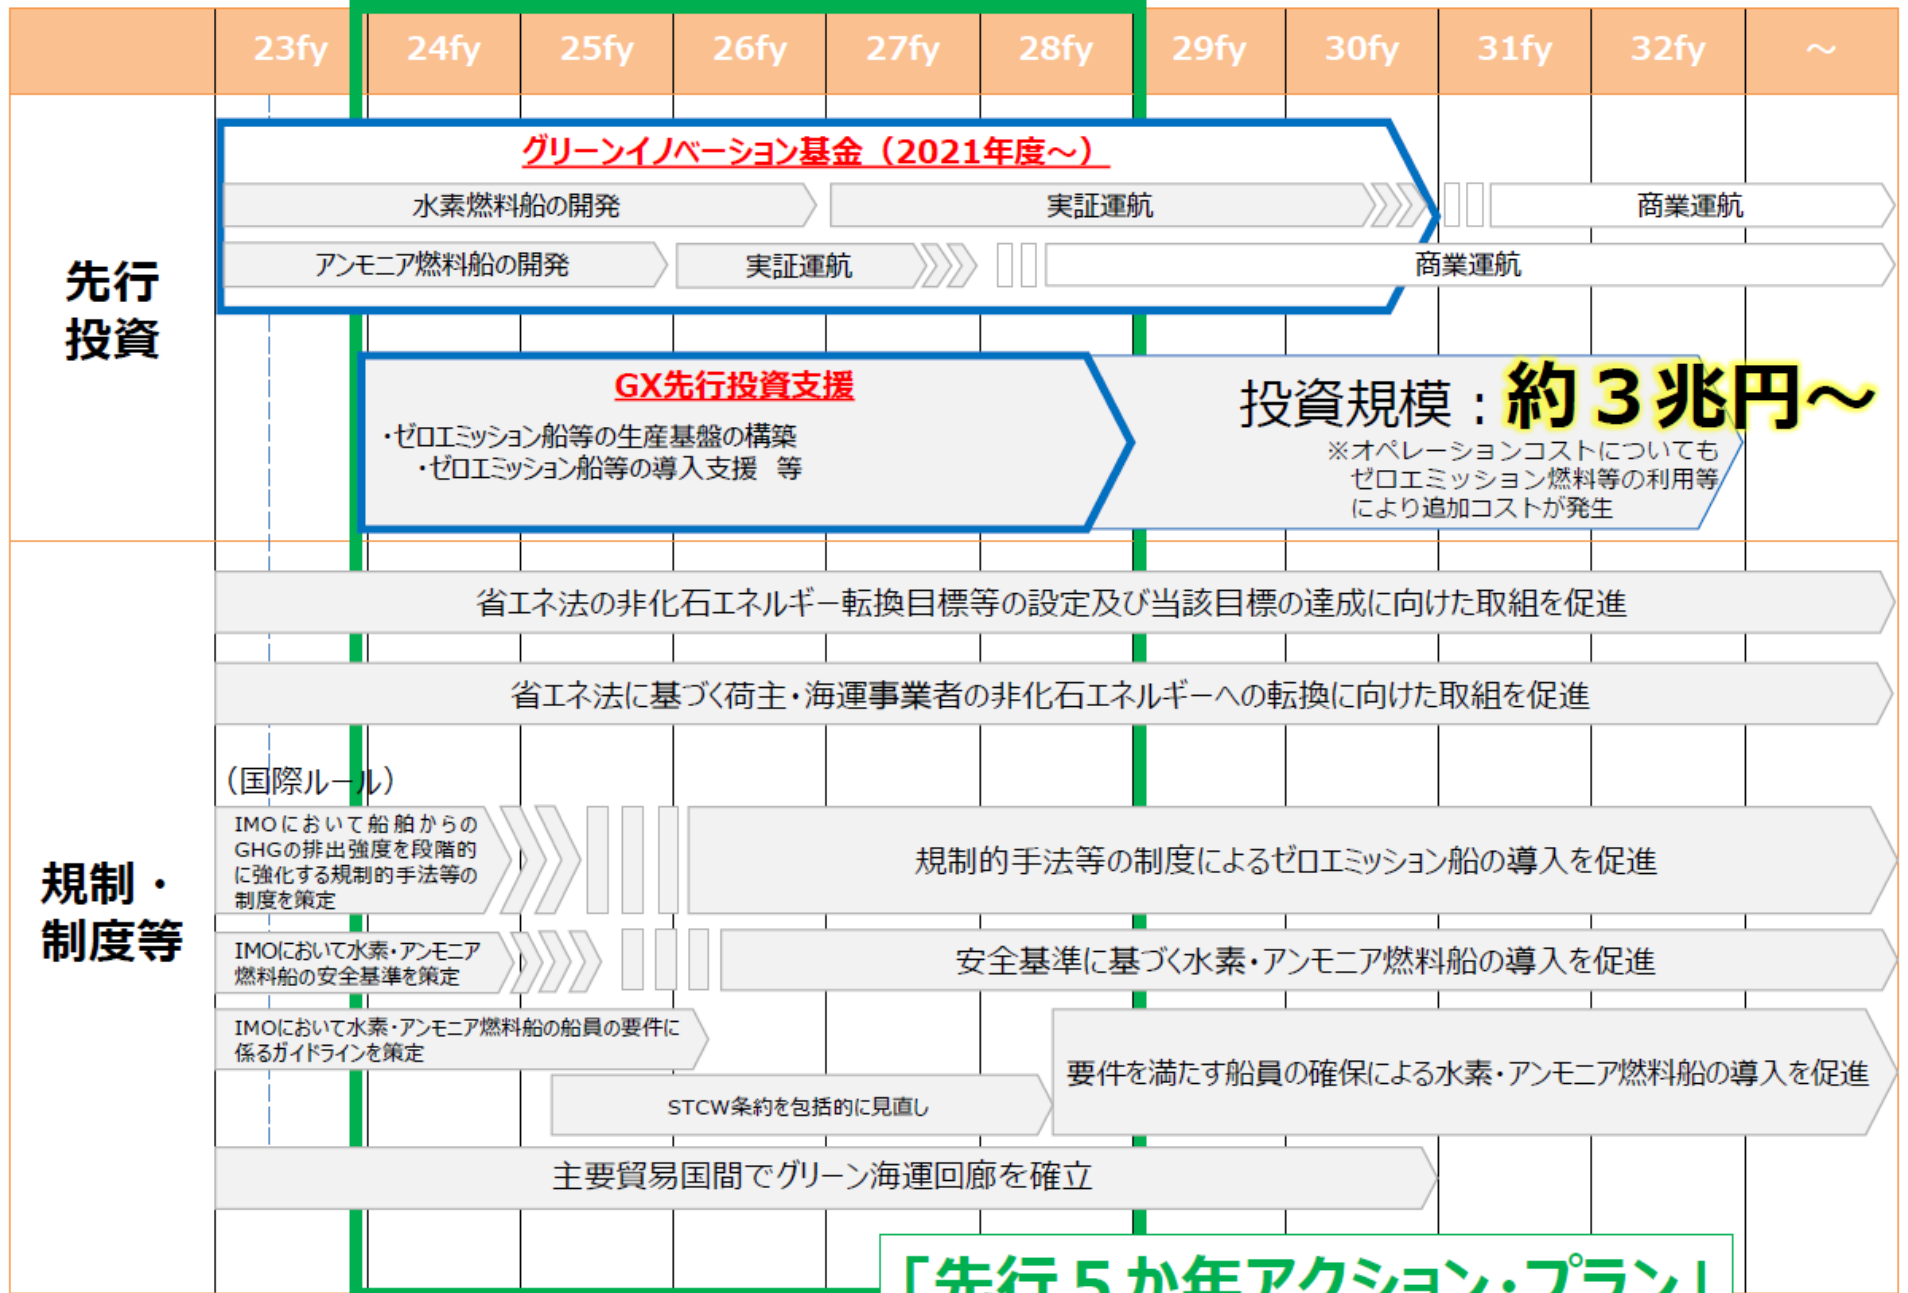 23fy 24fy 25fy 26fy 27fy 28fy 29fy 30fy 31fy 32fy ～
先行
投資
グリーンイノベーション基金（2021年度～）
水素燃料船の開発 実証運航 商業運航
アンモニア燃料船の開発 実証運航 商業運航
GX先行投資支援
・ゼロエミッション船等の生産基盤の構築
・ゼロエミッション船等の導入支援　等
投資規模：約３兆円～
※オペレーションコストについても
ゼロエミッション燃料等の利用等
により追加コストが発生
規制・
制度等
省エネ法の非化石エネルギー転換目標等の設定及び当該目標の達成に向けた取組を促進
省エネ法に基づく荷主・海運事業者の非化石エネルギーへの転換に向けた取組を促進
（国際ルール）
IMOにおいて船舶からの
GHGの排出強度を段階的
に強化する規制的手法等の
制度を策定
規制的手法等の制度によるゼロエミッション船の導入を促進
IMOにおいて水素・アンモニア
燃料船の安全基準を策定
安全基準に基づく水素・アンモニア燃料船の導入を促進
IMOにおいて水素・アンモニア燃料船の船員の要件に
係るガイドラインを策定
STCW条約を包括的に見直し
要件を満たす船員の確保による水素・アンモニア燃料船の導入を促進
主要貿易国間でグリーン海運回廊を確立
「先行５か年アクション・プラン」